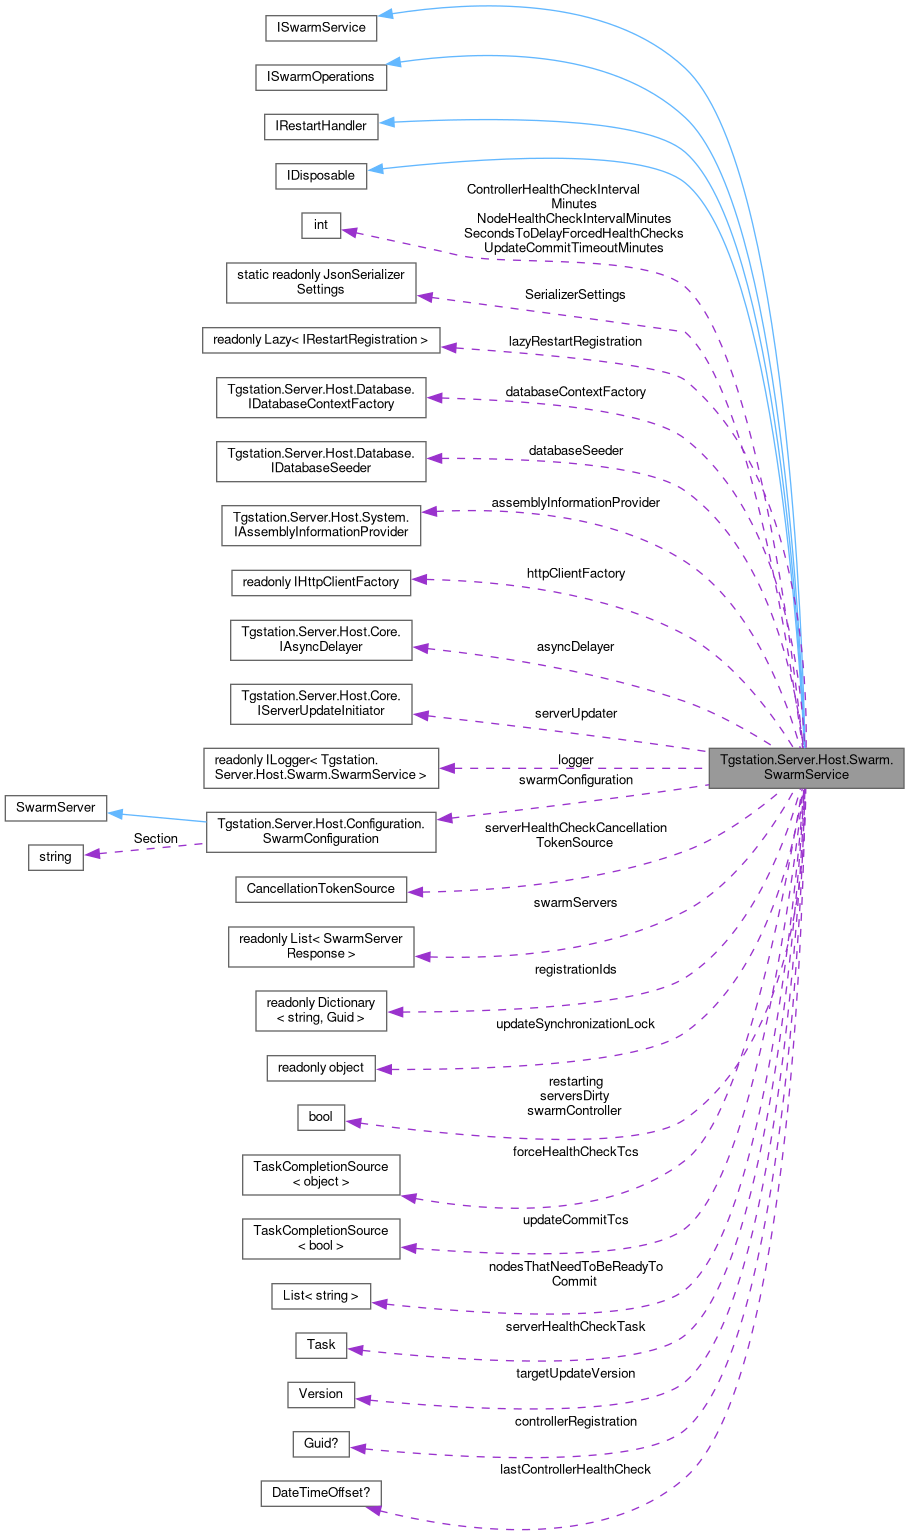 ISwarmService
ISwarmOperations
IRestartHandler
IDisposable
ControllerHealthCheckInterval
Minutes
NodeHealthCheckIntervalMinutes
SecondsToDelayForcedHealthChecks
UpdateCommitTimeoutMinutes
int
static readonly JsonSerializer
Settings
SerializerSettings
readonly Lazy< IRestartRegistration >
lazyRestartRegistration
Tgstation.Server.Host.Database.
IDatabaseContextFactory
databaseContextFactory
Tgstation.Server.Host.Database.
IDatabaseSeeder
databaseSeeder
Tgstation.Server.Host.System.
IAssemblyInformationProvider
assemblyInformationProvider
readonly IHttpClientFactory
httpClientFactory
Tgstation.Server.Host.Core.
IAsyncDelayer
asyncDelayer
Tgstation.Server.Host.Core.
IServerUpdateInitiator
serverUpdater
readonly ILogger< Tgstation.
Server.Host.Swarm.SwarmService >
logger
Tgstation.Server.Host.Swarm.
SwarmService
swarmConfiguration
SwarmServer
Tgstation.Server.Host.Configuration.
SwarmConfiguration
Section
string
serverHealthCheckCancellation
TokenSource
CancellationTokenSource
swarmServers
readonly List< SwarmServer
Response >
registrationIds
readonly Dictionary
< string, Guid >
updateSynchronizationLock
readonly object
restarting
serversDirty
swarmController
bool
forceHealthCheckTcs
TaskCompletionSource
< object >
updateCommitTcs
TaskCompletionSource
< bool >
nodesThatNeedToBeReadyTo
Commit
List< string >
serverHealthCheckTask
Task
targetUpdateVersion
Version
controllerRegistration
Guid?
lastControllerHealthCheck
DateTimeOffset?